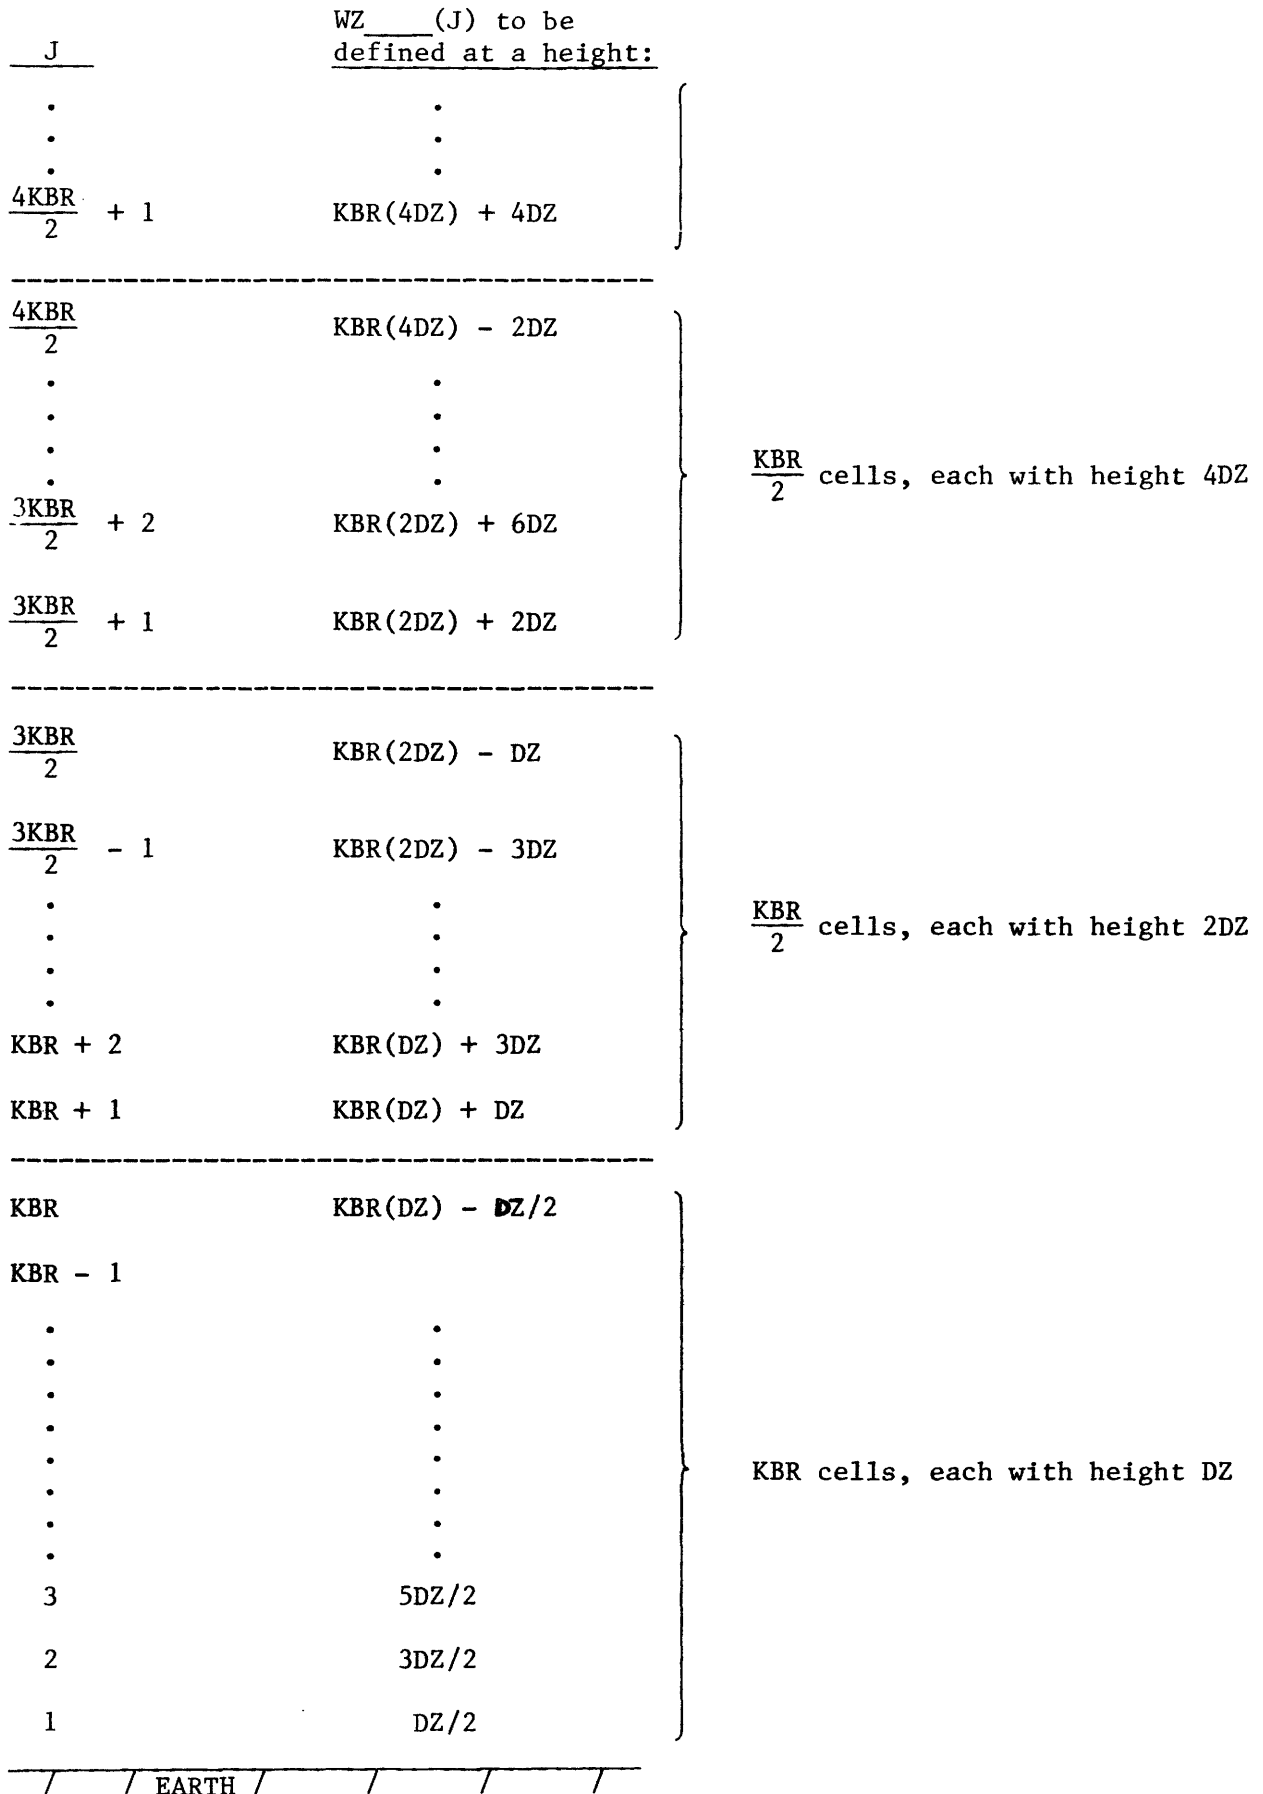 WZ____(J) to be
J defined at a height:
.
.
.
4KBR/2 + 1 KBR(4DZ) + 4DZ
4KBR/2 KBR(4DZ) - 2DZ
.
.
.
.
KBR/2 cells, each with height 4DZ
3KBR/2 + 2 KBR(2DZ) + 6DZ
3KBR/2 + 1 KBR(2DZ) + 2DZ
3KBR/2 KBR(2DZ) - DZ
3KBR/2 - 1 KBR(2DZ) - 3DZ
.
.
.
.
KBR/2 cells, each with height 2DZ
KBR + 2 KBR(DZ) + 3DZ
KBR + 1 KBR(DZ) + DZ
KBR KBR(DZ) - DZ/2
KBR - 1
.
.
.
.
.
.
.
.
KBR cells, each with height DZ
3 5DZ/2
2 3DZ/2
1 DZ/2
/ / EARTH / / / /